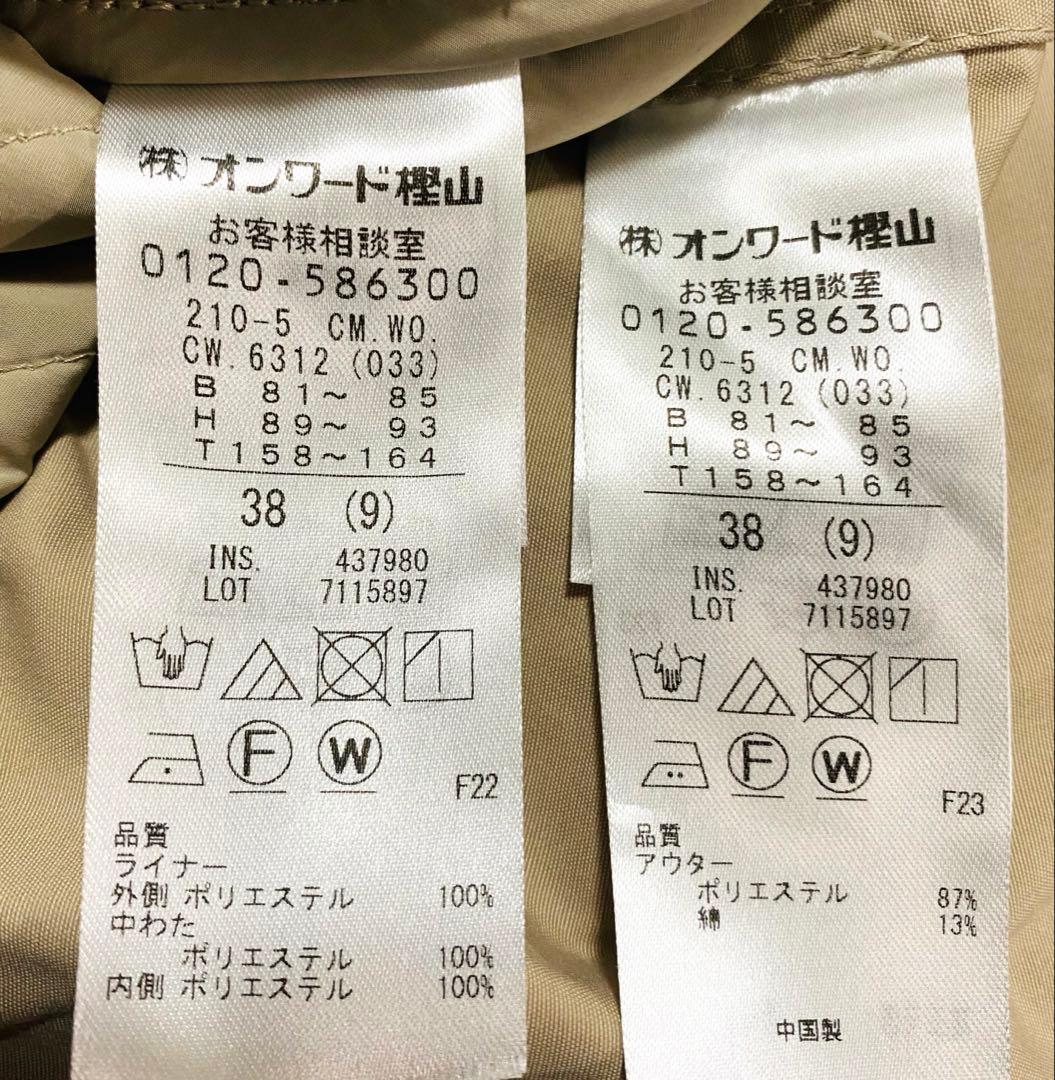 (株)オンワード樫山
お客様相談室
0120-586300
210-5 CM.WO.
CW.6312(033)
B 81～ 85
H 89～ 93
T158～164
38 (9)
INS. 437980
LOT 7115897
F
W
F22
品質
ライナー
外側 ポリエステル 100%
中わた
ポリエステル 100%
内側 ポリエステル 100%
(株)オンワード樫山
お客様相談室
0120-586300
210-5 CM.WO
CW.6312(033)
B 81～ 85
H 89～ 93
T158～164
38 (9)
INS. 437980
LOT 7115897
F
W
F23
品質
アウター
ポリエステル 87%
綿 13%
中国製